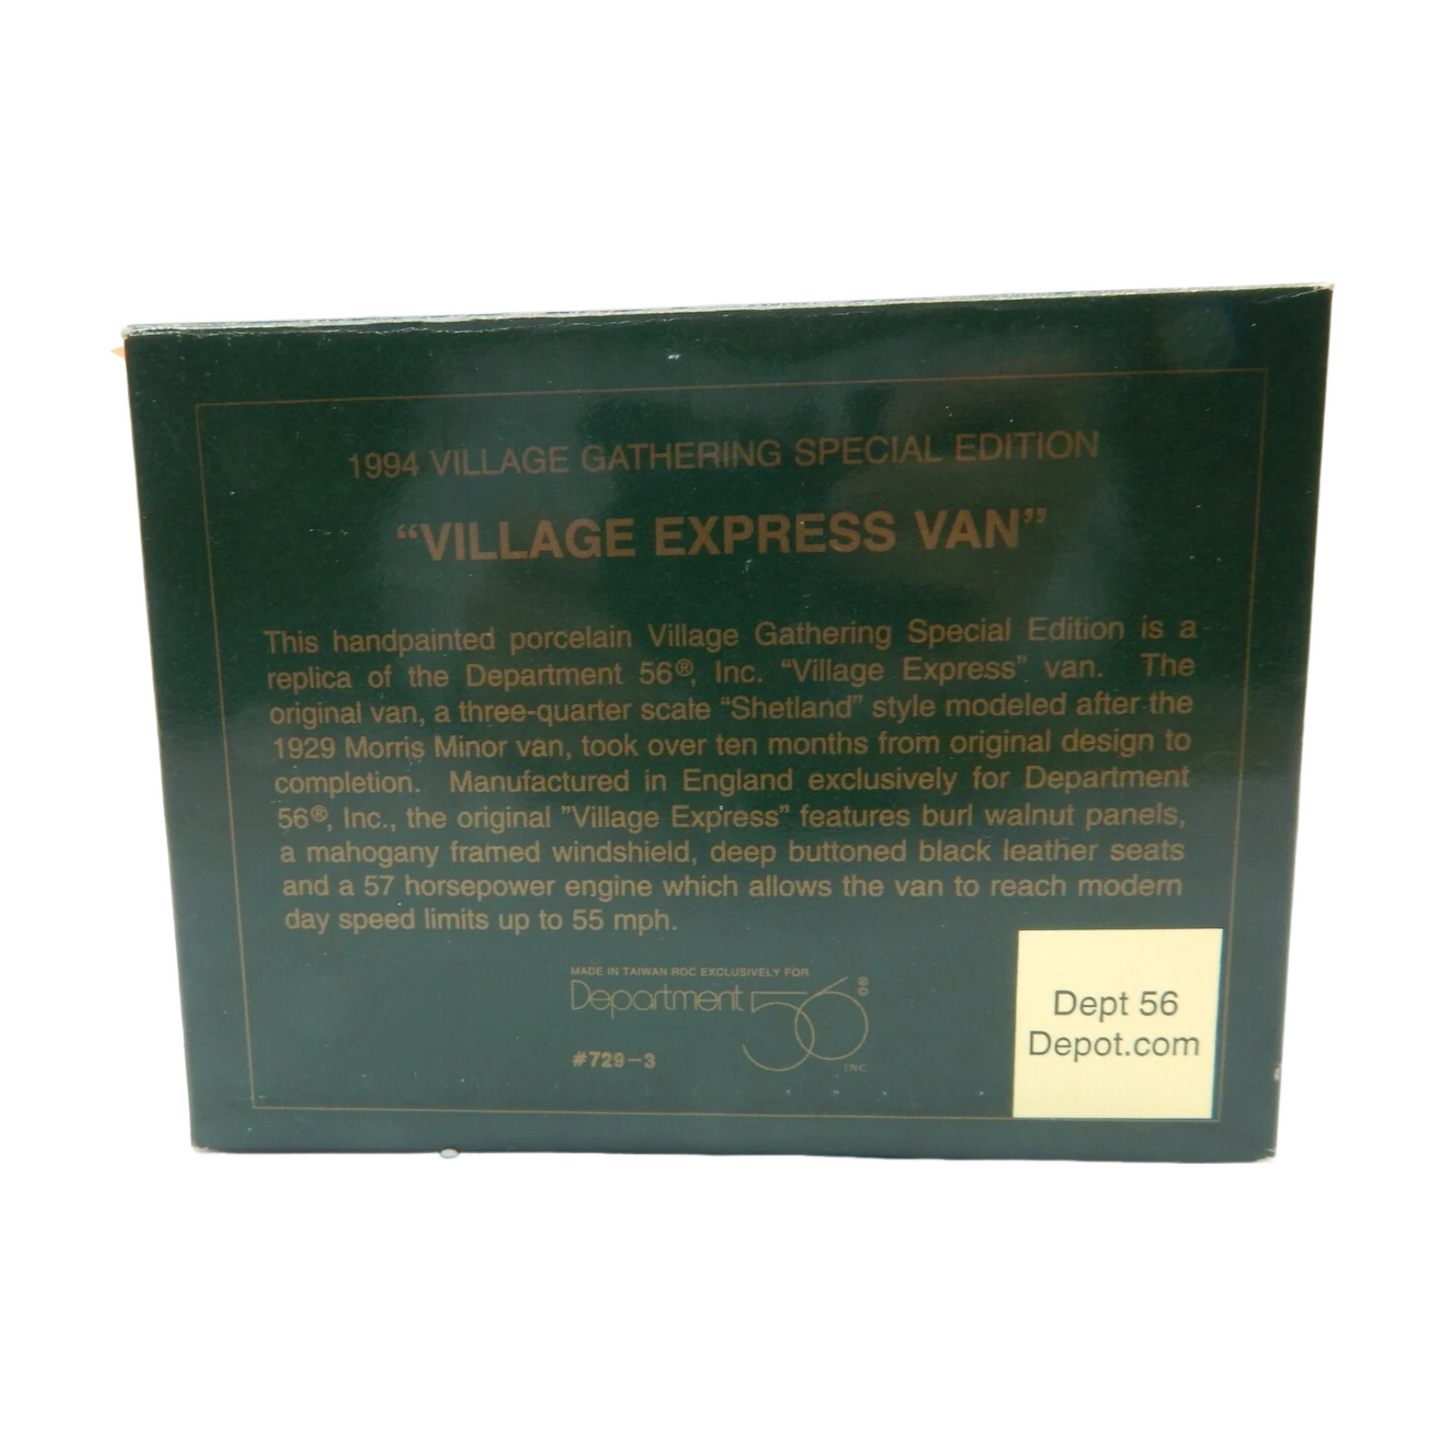 1994 VILLAGE GATHERING SPECIAL EDITION
“VILLAGE EXPRESS VAN”
This handpainted porcelain Village Gathering Special Edition is a
replica of the Department 56®, Inc. “Village Express” van. The
original van, a three-quarter scale “Shetland” style modeled after the
1929 Morris Minor van, took over ten months from original design to
completion. Manufactured in England exclusively for Department
56®, Inc., the original ”Village Express” features burl walnut panels,
a mahogany framed windshield, deep buttoned black leather seats
and a 57 horsepower engine which allows the van to reach modern
day speed limits up to 55 mph.
MADE IN TAIWAN ROC EXCLUSIVELY FOR
Department 56 ®©
INC.
#729-3
Dept 56
Depot.com